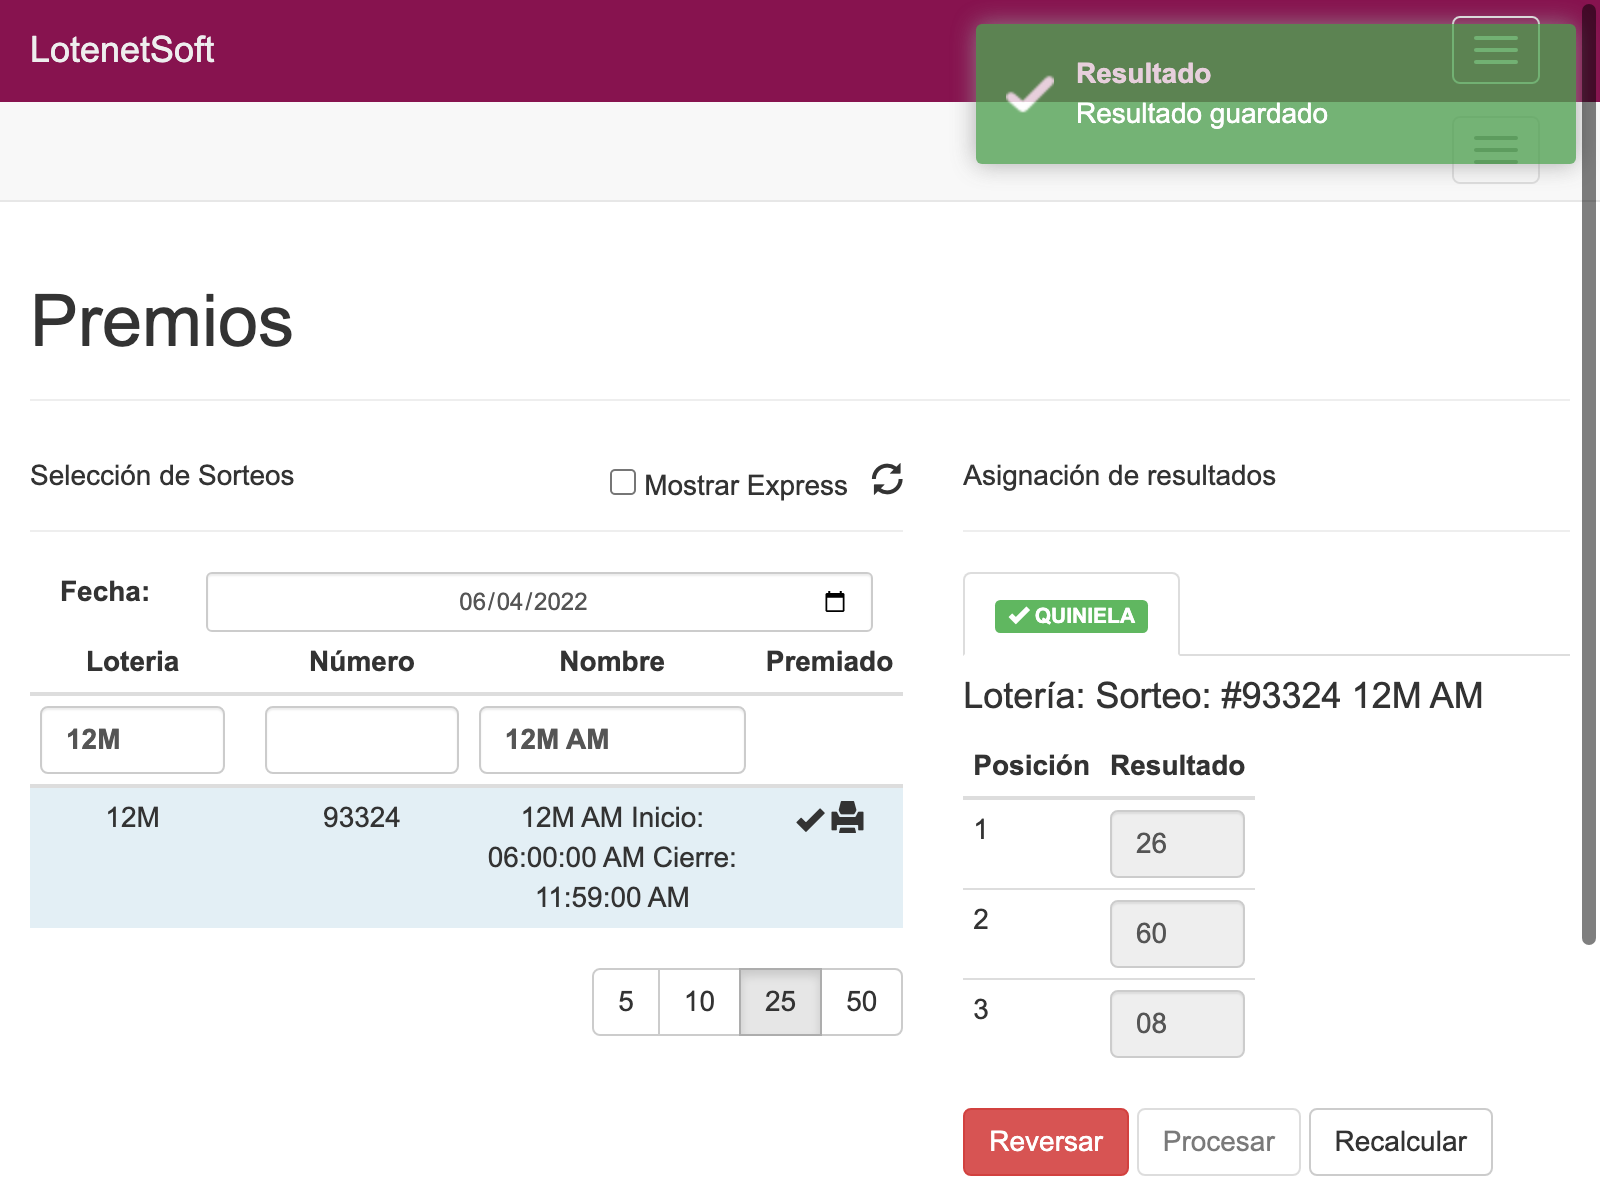 LotenetSoft
Resultado
Resultado guardado
Premios
Selección de Sorteos
Mostrar Express
Asignación de resultados
Fecha:
06/04/2022
Loteria Número Nombre Premiado
12M 12M AM
12M 93324 12M AM Inicio:
06:00:00 AM Cierre:
11:59:00 AM
5 10 25 50
QUINIELA
Lotería: Sorteo: #93324 12M AM
Posición Resultado
1 26
2 60
3 08
Reversar Procesar Recalcular